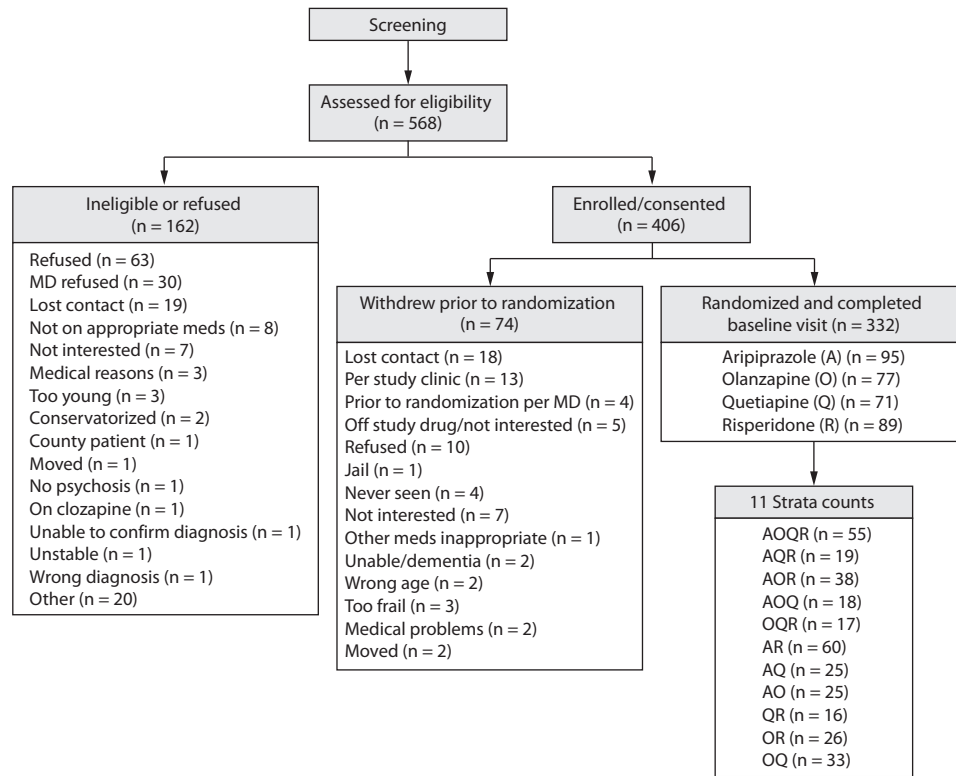 Screening
Assessed for eligibility
(n = 568)
Ineligible or refused
(n = 162)
Refused (n = 63)
MD refused (n = 30)
Lost contact (n = 19)
Not on appropriate meds (n = 8)
Not interested (n = 7)
Medical reasons (n = 3)
Too young (n = 3)
Conservatorized (n = 2)
County patient (n = 1)
Moved (n = 1)
No psychosis (n = 1)
On clozapine (n = 1)
Unable to confirm diagnosis (n = 1)
Unstable (n = 1)
Wrong diagnosis (n = 1)
Other (n = 20)
Enrolled/consented
(n = 406)
Withdrew prior to randomization
(n = 74)
Lost contact (n = 18)
Per study clinic (n = 13)
Prior to randomization per MD (n = 4)
Off study drug/not interested (n = 5)
Refused (n = 10)
Jail (n = 1)
Never seen (n = 4)
Not interested (n = 7)
Other meds inappropriate (n = 1)
Unable/dementia (n = 2)
Wrong age (n = 2)
Too frail (n = 3)
Medical problems (n = 2)
Moved (n = 2)
Randomized and completed
baseline visit (n = 332)
Aripiprazole (A) (n = 95)
Olanzapine (O) (n = 77)
Quetiapine (Q) (n = 71)
Risperidone (R) (n = 89)
11 Strata counts
AOQR (n = 55)
AQR (n = 19)
AOR (n = 38)
AOQ (n = 18)
OQR (n = 17)
AR (n = 60)
AQ (n = 25)
AO (n = 25)
QR (n = 16)
OR (n = 26)
OQ (n = 33)